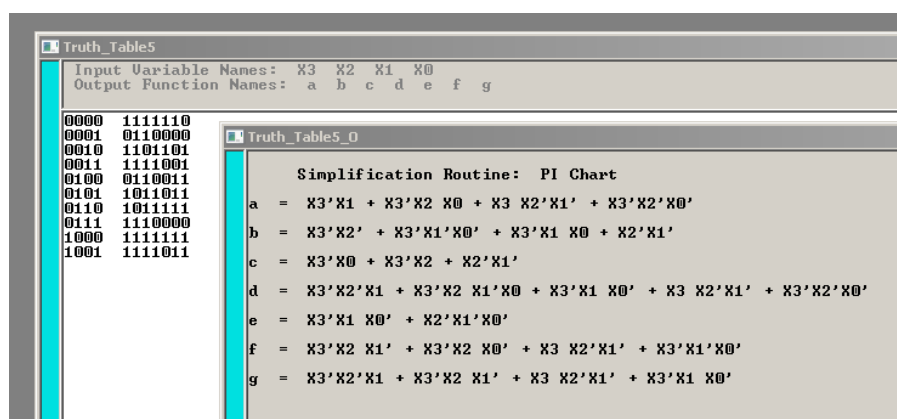 Truth_Table5
Input Variable Names: X3 X2 X1 X0
Output Function Names: a b c d e f g
0000 1111110
0001 0110000
0010 1101101
0011 1111001
0100 0110011
0101 1011011
0110 1011111
0111 1110000
1000 1111111
1001 1111011
Truth_Table5_O
Simplification Routine: PI Chart
a = X3'X1 + X3'X2 X0 + X3 X2'X1' + X3'X2'X0'
b = X3'X2' + X3'X1'X0' + X3'X1 X0 + X2'X1'
c = X3'X0 + X3'X2 + X2'X1'
d = X3'X2'X1 + X3'X2 X1'X0 + X3'X1 X0' + X3 X2'X1' + X3'X2'X0'
e = X3'X1 X0' + X2'X1'X0'
f = X3'X2 X1' + X3'X2 X0' + X3 X2'X1' + X3'X1'X0'
g = X3'X2'X1 + X3'X2 X1' + X3 X2'X1' + X3'X1 X0'